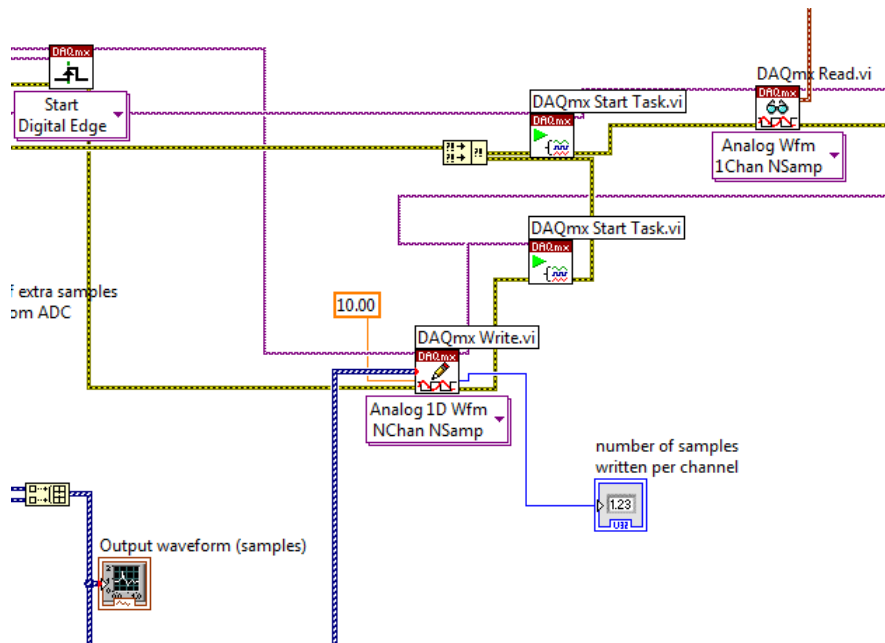 DAQmx
Start
Digital Edge
DAQmx Start Task.vi
DAQmx
DAQmx Read.vi
DAQmx
Analog Wfm
1Chan NSamp
?!
?!
?!
DAQmx Start Task.vi
DAQmx
f extra samples
om ADC
10.00
DAQmx Write.vi
DAQmx
Analog 1D Wfm
NChan NSamp
number of samples
written per channel
1.23
U32
Output waveform (samples)